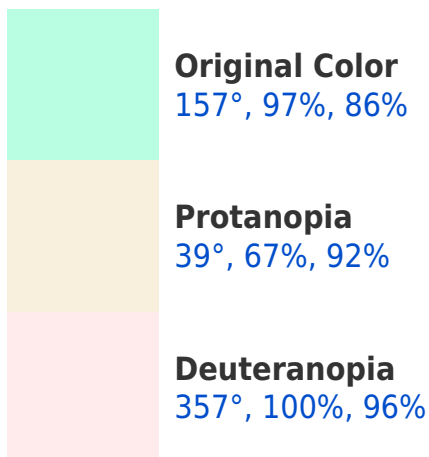 Original Color
157°, 97%, 86%
Protanopia
39°, 67%, 92%
Deuteranopia
357°, 100%, 96%